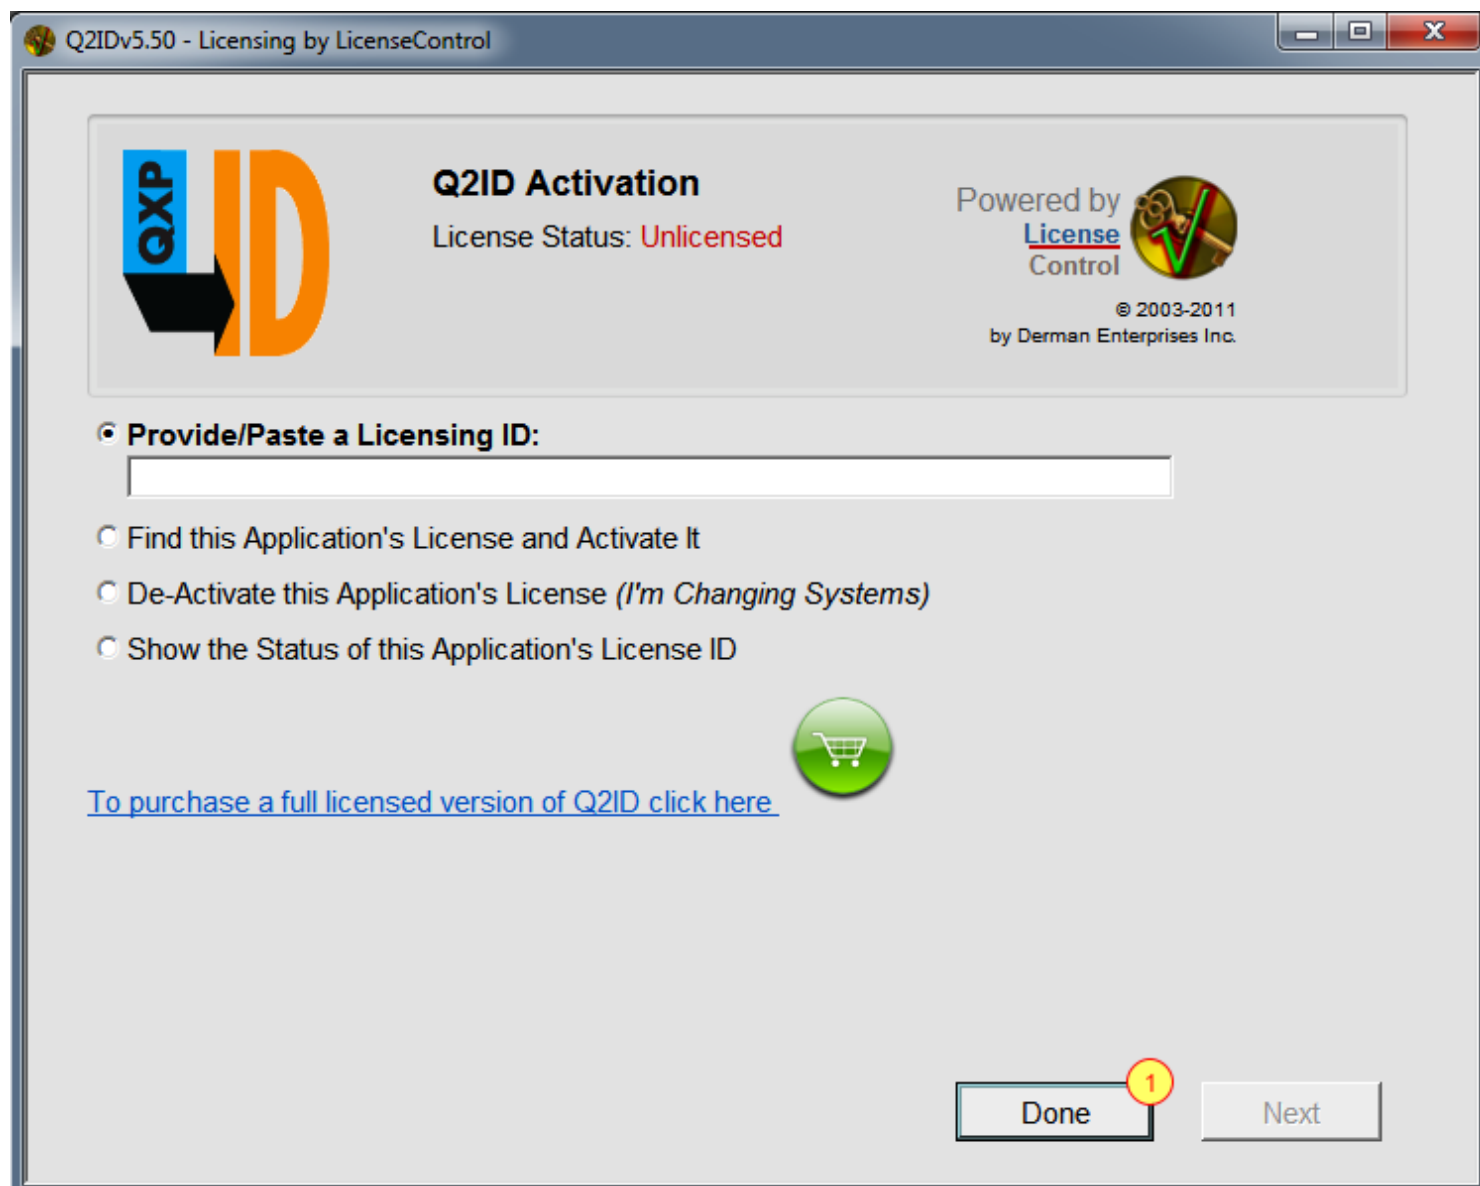 Q2IDv5.50 - Licensing by LicenseControl
QXP
ID
Q2ID Activation
License Status: Unlicensed
Powered by
License
Control
© 2003-2011
by Derman Enterprises Inc.
Provide/Paste a Licensing ID:
Find this Application's License and Activate It
De-Activate this Application's License (I'm Changing Systems)
Show the Status of this Application's License ID
To purchase a full licensed version of Q2ID click here
1
Done
Next